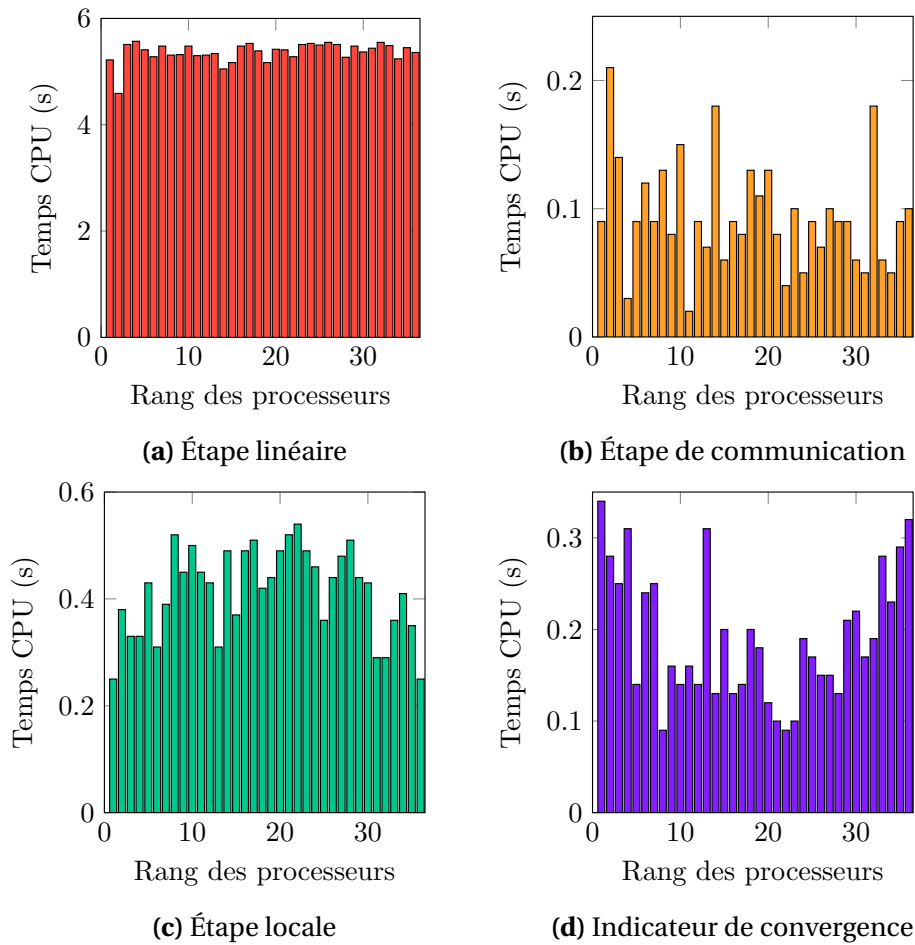 6
4
2
0
0 10 20 30
Temps CPU (s)
Rang des processeurs
(a) Étape linéaire
0.2
0.1
0
0 10 20 30
Temps CPU (s)
Rang des processeurs
(b) Étape de communication
0.6
0.4
0.2
0
0 10 20 30
Temps CPU (s)
Rang des processeurs
(c) Étape locale
0.3
0.2
0.1
0
0 10 20 30
Temps CPU (s)
Rang des processeurs
(d) Indicateur de convergence